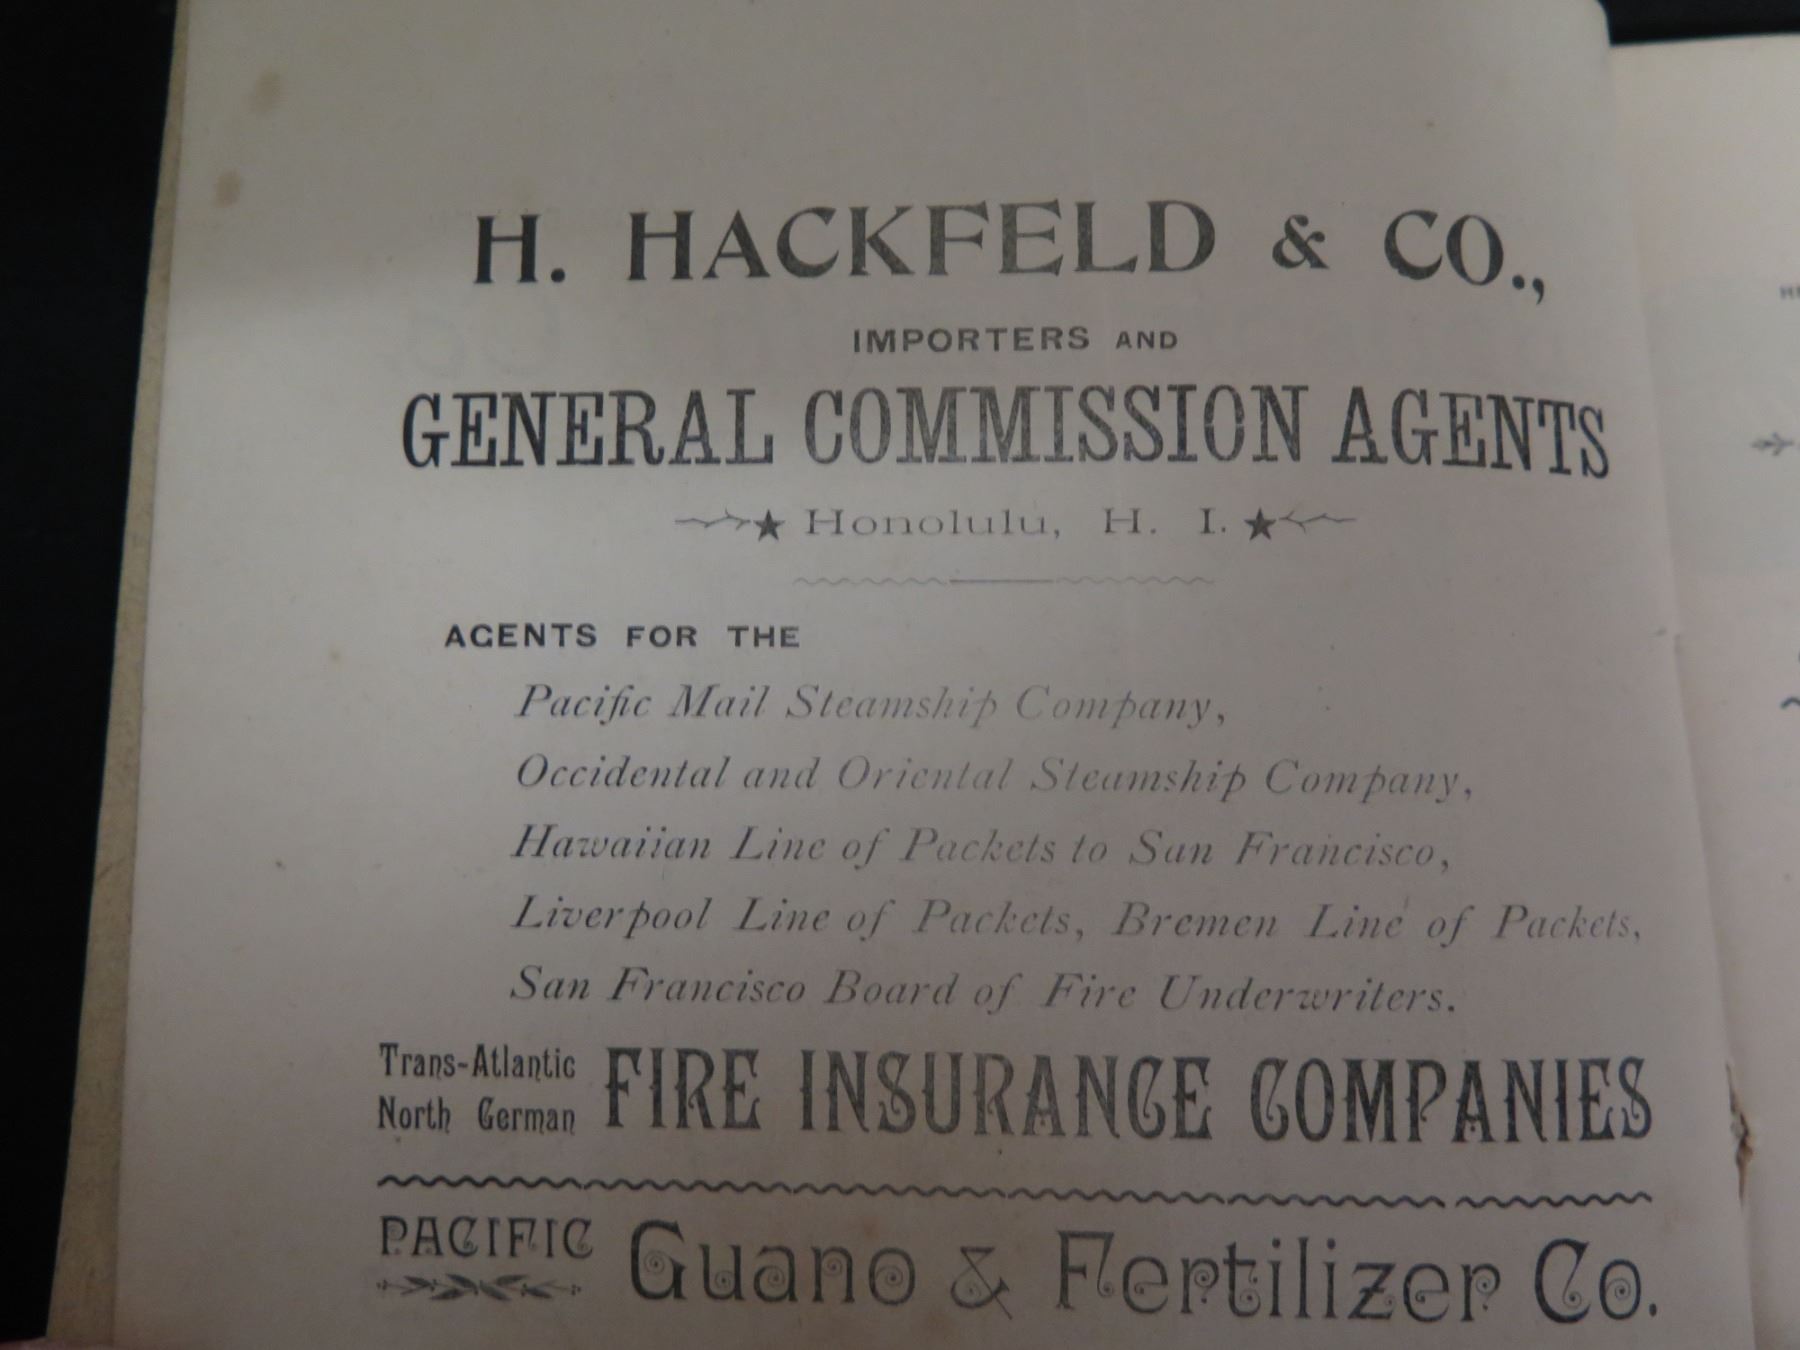 H. HACKFELD & CO.,
IMPORTERS AND
GENERAL COMMISSION AGENTS
Honolulu, H. I.
AGENTS FOR THE
Pacific Mail Steamship Company,
Occidental and Oriental Steamship Company,
Hawaiian Line of Packets to San Francisco,
Liverpool Line of Packets, Bremen Line of Packets,
San Francisco Board of Fire Underwriters.
Trans-Atlantic
North German
FIRE INSURANCE COMPANIES
PACIFIC Guano & Fertilizer Co.